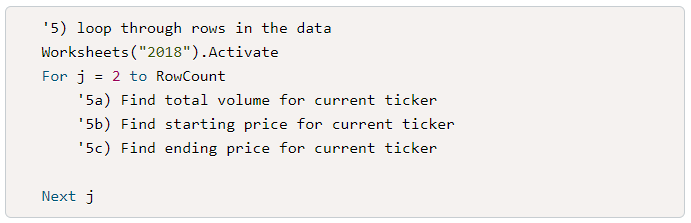 '5) loop through rows in the data
Worksheets("2018").Activate
For j = 2 to RowCount
'5a) Find total volume for current ticker
'5b) Find starting price for current ticker
'5c) Find ending price for current ticker
Next j